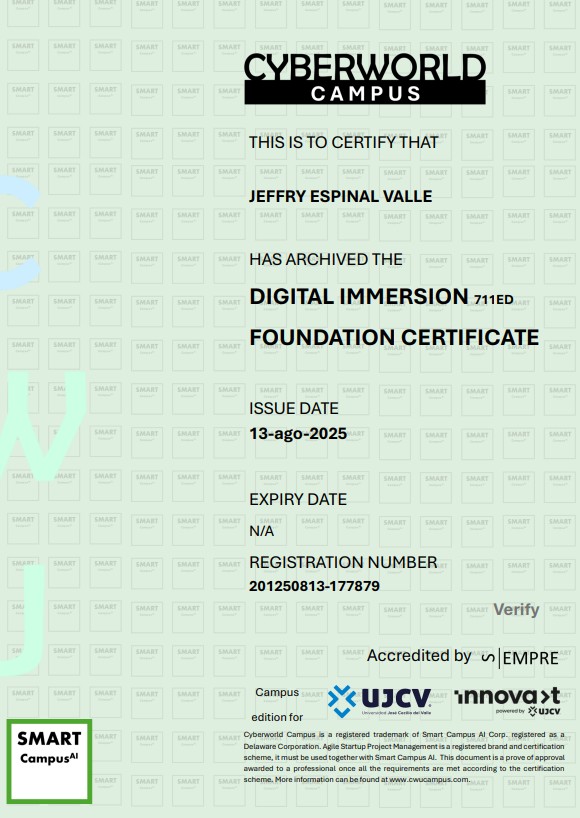 CYBERWORLD
CAMPUS
THIS IS TO CERTIFY THAT
JEFFRY ESPINAL VALLE
HAS ARCHIVED THE
DIGITAL IMMERSION 711ED
FOUNDATION CERTIFICATE
ISSUE DATE
13-ago-2025
EXPIRY DATE
N/A
REGISTRATION NUMBER
201250813-177879
Verify
Accredited by S|EMPRE
Campus
edition for
UJCV
Universidad José Cecilio del Valle
innova>t
powered by UJCV
Cyberworld Campus is a registered trademark of Smart Campus AI Corp. registered as a
Delaware Corporation. Agile Startup Project Management is a registered brand and certification
scheme, it must be used together with Smart Campus AI. This document is a prove of approval
awarded to a professional once all the requirements are met according to the certification
scheme. More information can be found at www.cwucampus.com.
SMART
Campus AI
C
W
U